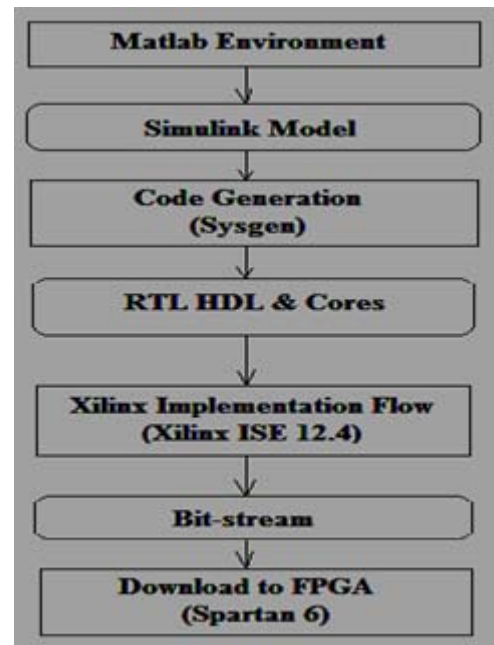 Matlab Environment
Simulink Model
Code Generation
(Sysgen)
RTL HDL & Cores
Xilinx Implementation Flow
(Xilinx ISE 12.4)
Bit-stream
Download to FPGA
(Spartan 6)